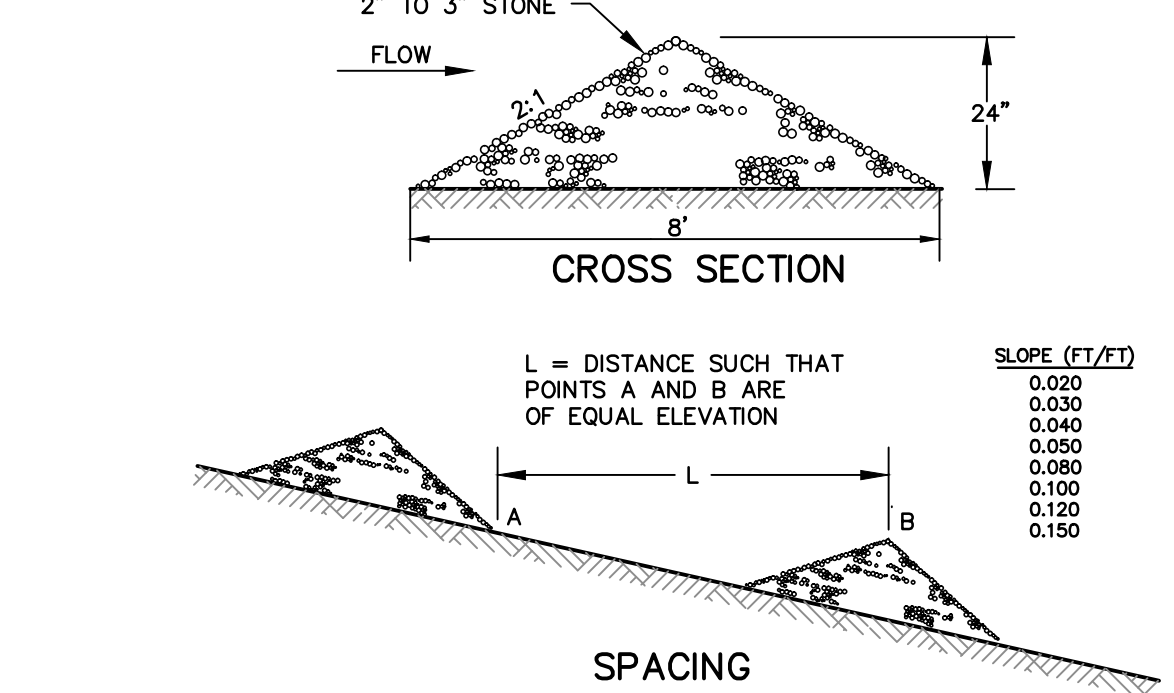 2" TO 3" STONE
FLOW
2:1
24"
8'
CROSS SECTION
L = DISTANCE SUCH THAT
POINTS A AND B ARE
OF EQUAL ELEVATION
SLOPE (FT/FT)
0.020
0.030
0.040
0.050
0.080
0.100
0.120
0.150
L
A
B
SPACING